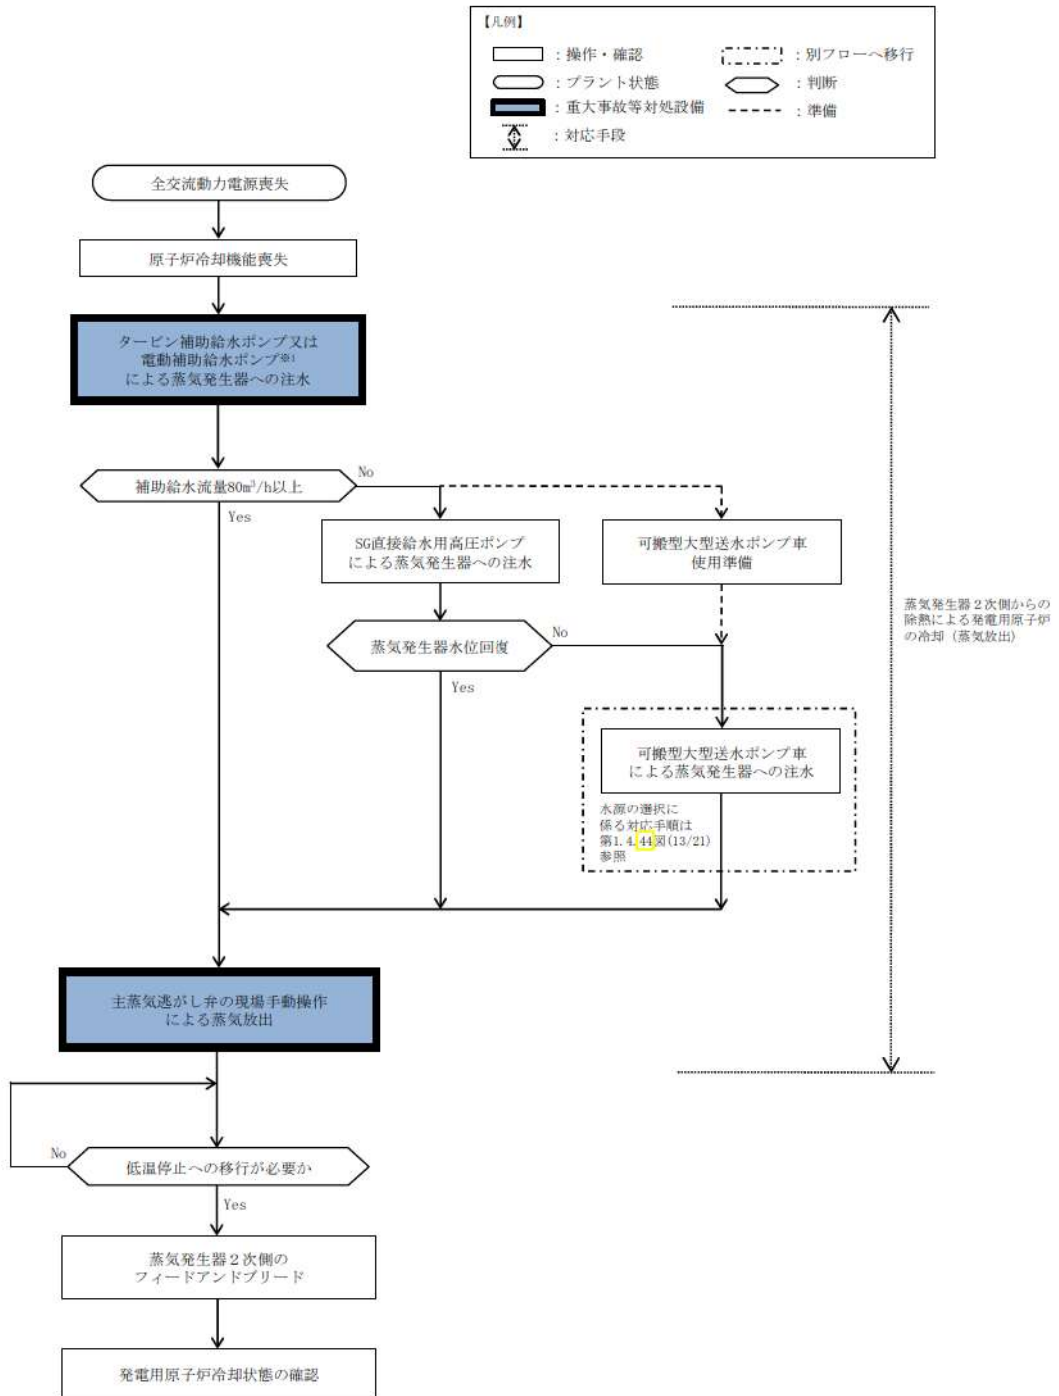 【凡例】
：操作・確認
：別フローへ移行
：プラント状態
：判断
：重大事故等対処設備
：準備
：対応手段
全交流動力電源喪失
原子炉冷却機能喪失
タービン補助給水ポンプ又は
電動補助給水ポンプ※1
による蒸気発生器への注水
補助給水流量80m³/h以上
No
Yes
SG直接給水用高圧ポンプ
による蒸気発生器への注水
可搬型大型送水ポンプ車
使用準備
蒸気発生器２次側からの
除熱による発電用原子炉
の冷却（蒸気放出）
蒸気発生器水位回復
No
Yes
可搬型大型送水ポンプ車
による蒸気発生器への注水
水源の選択に
係る対応手順は
第1.4.44図(13/21)
参照
主蒸気逃がし弁の現場手動操作
による蒸気放出
No
低温停止への移行が必要か
Yes
蒸気発生器２次側の
フィードアンドブリード
発電用原子炉冷却状態の確認